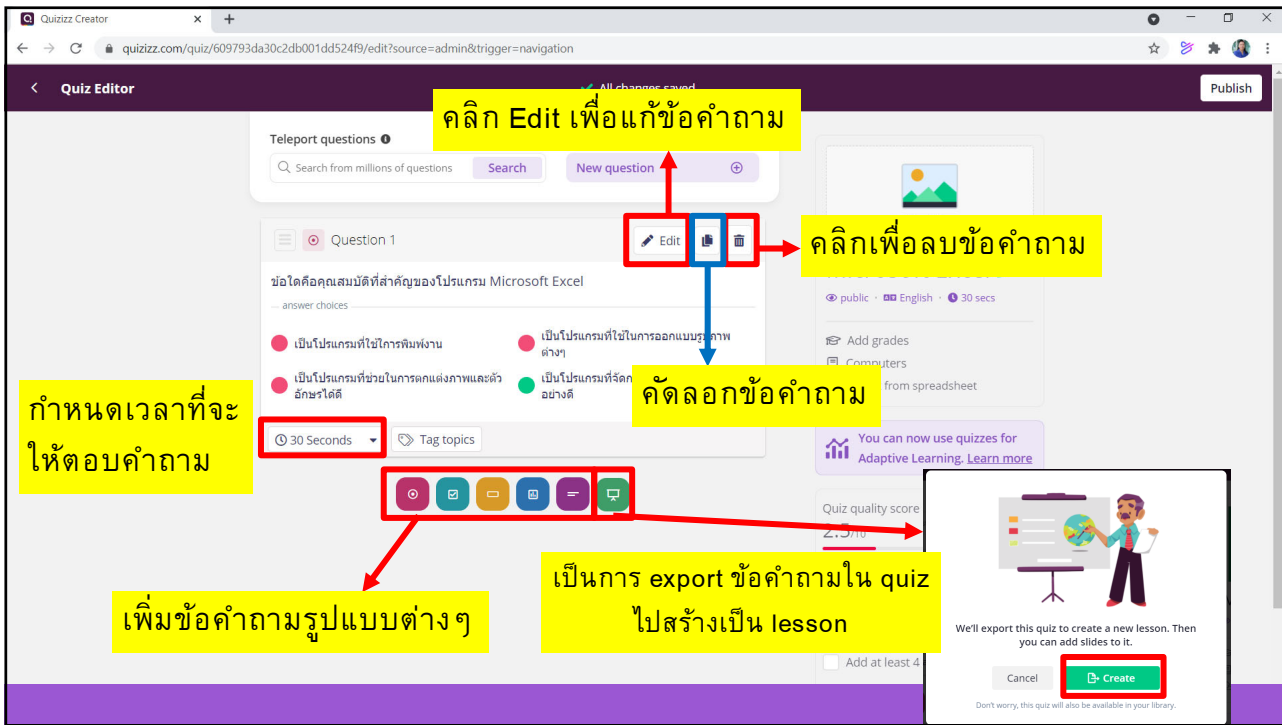 Quizizz Creator
quizizz.com/quiz/609793da30c2db001dd524f9/edit?source=admin&trigger=navigation
Quiz Editor
All changes saved
Publish
คลิก Edit เพื่อแก้ข้อคำถาม
Teleport questions
Search from millions of questions
Search
New question
Question 1
Edit
คลิกเพื่อลบข้อคำถาม
ข้อใดคือคุณสมบัติที่สำคัญของโปรแกรม Microsoft Excel
answer choices
public · English · 30 secs
เป็นโปรแกรมที่ใช้ในการพิมพ์งาน
เป็นโปรแกรมที่ใช้ในการออกแบบรูปภาพ
ต่างๆ
Add grades
Computers
เป็นโปรแกรมที่ช่วยในการตกแต่งภาพและตัว
อักษรได้ดี
เป็นโปรแกรมที่จัด
อย่างดี
คัดลอกข้อคำถาม
from spreadsheet
กำหนดเวลาที่จะ
ให้ตอบคำถาม
30 Seconds
Tag topics
You can now use quizzes for
Adaptive Learning. Learn more
Quiz quality score
2.5/10
เพิ่มข้อคำถามรูปแบบต่างๆ
เป็นการ export ข้อคำถามใน quiz
ไปสร้างเป็น lesson
We'll export this quiz to create a new lesson. Then
you can add slides to it.
Add at least 4
Cancel
Create
Don't worry, this quiz will also be available in your library.